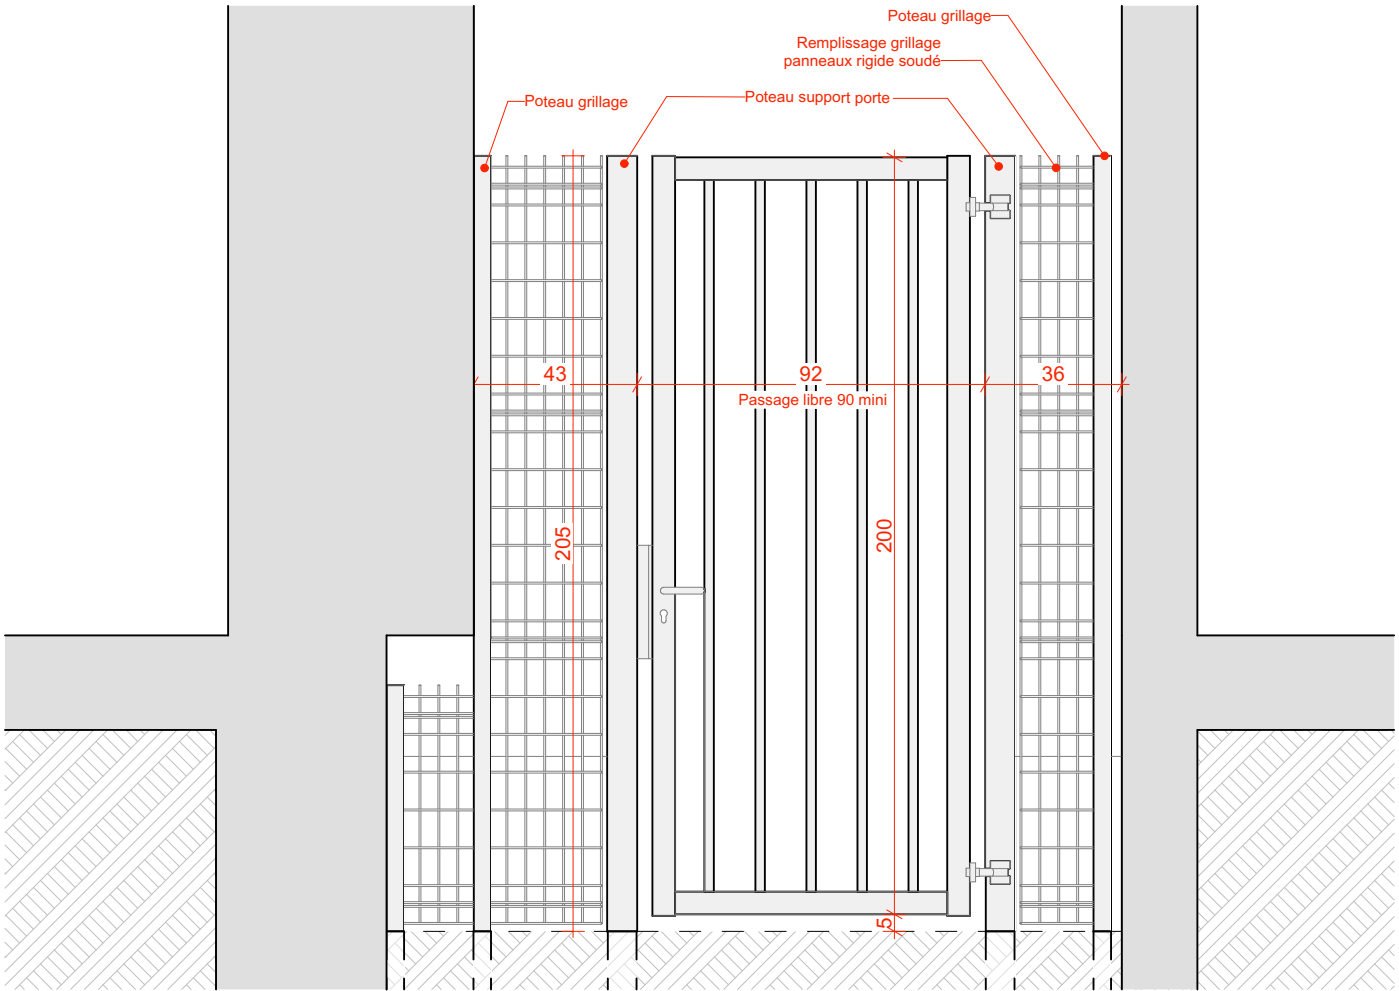 Poteau grillage
Remplissage grillage
panneaux rigide soudé
Poteau grillage
Poteau support porte
43
92
36
Passage libre 90 mini
205
200
5